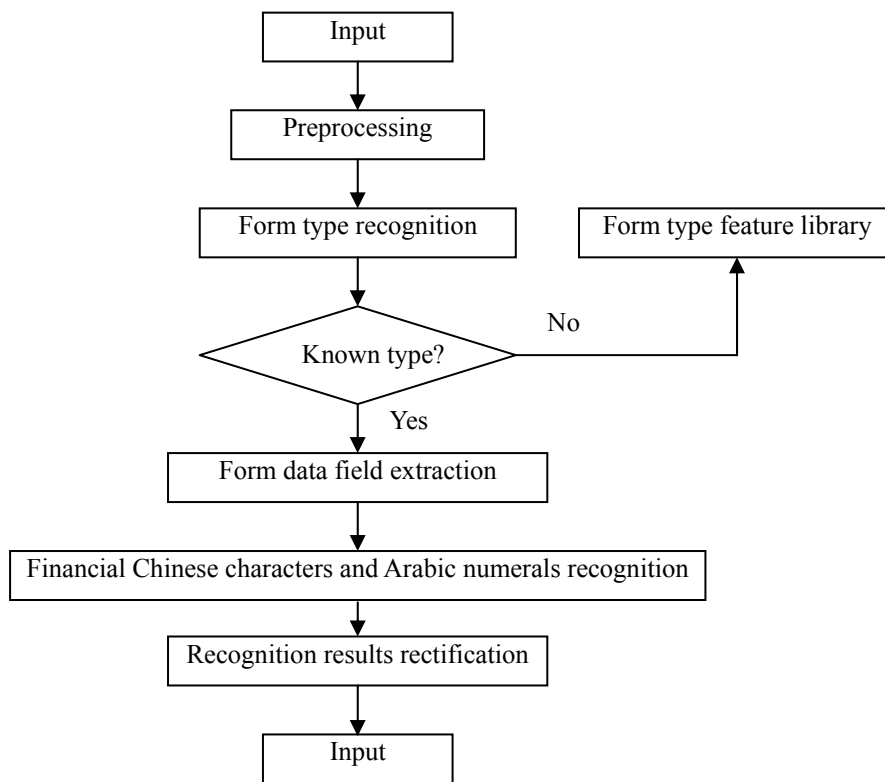 Input
Preprocessing
Form type recognition
Form type feature library
No
Known type?
Yes
Form data field extraction
Financial Chinese characters and Arabic numerals recognition
Recognition results rectification
Input